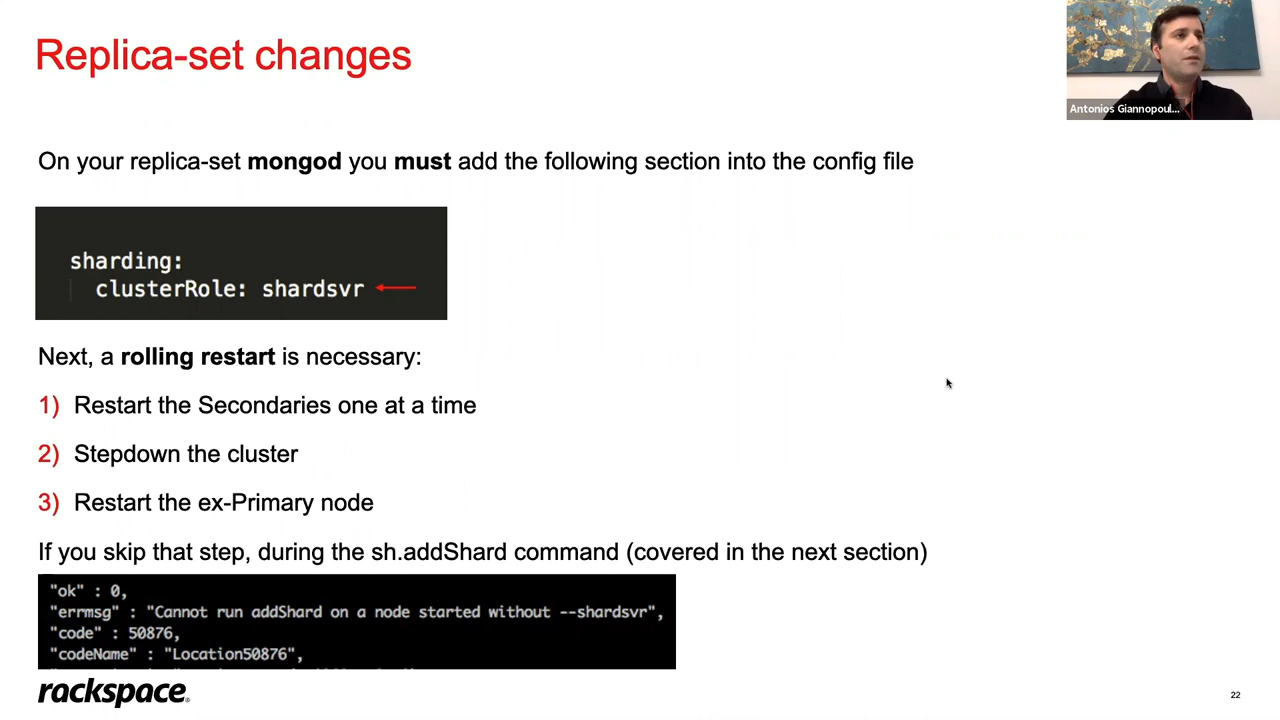 Replica-set changes
Antonios Giannopoul...
On your replica-set mongod you must add the following section into the config file
sharding:
clusterRole: shardsvr
Next, a rolling restart is necessary:
1) Restart the Secondaries one at a time
2) Stepdown the cluster
3) Restart the ex-Primary node
If you skip that step, during the sh.addShard command (covered in the next section)
"ok" : 0,
"errmsg" : "Cannot run addShard on a node started without --shardsvr",
"code" : 50876,
"codeName" : "Location50876",
rackspace
22